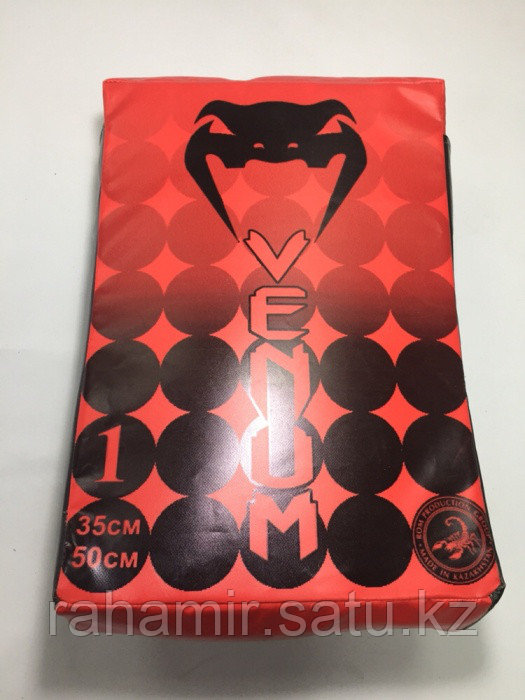 VENUM
1
35СМ
50СМ
MADE IN KAZAKHSTAN
rahamir.satu.kz